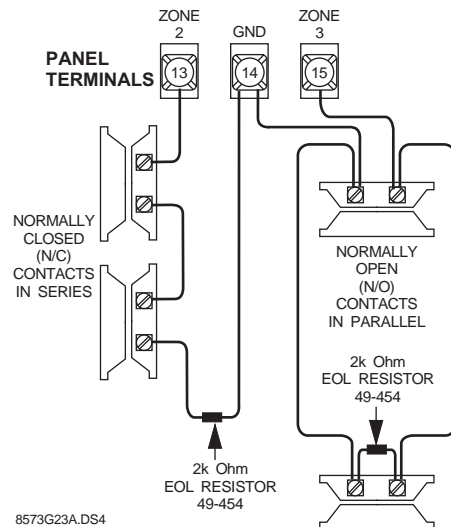 ZONE
2
GND
ZONE
3
PANEL
TERMINALS
13
14
15
NORMALLY
CLOSED
(N/C)
CONTACTS
IN SERIES
NORMALLY
OPEN
(N/O)
CONTACTS
IN PARALLEL
2k Ohm
EOL RESISTOR
49-454
2k Ohm
EOL RESISTOR
49-454
8573G23A.DS4